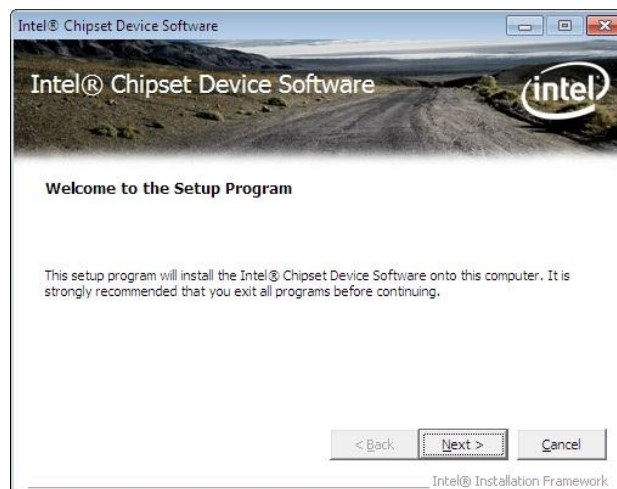 Intel® Chipset Device Software
Intel® Chipset Device Software
intel
Welcome to the Setup Program
This setup program will install the Intel® Chipset Device Software onto this computer. It is
strongly recommended that you exit all programs before continuing.
< Back Next > Cancel
Intel® Installation Framework